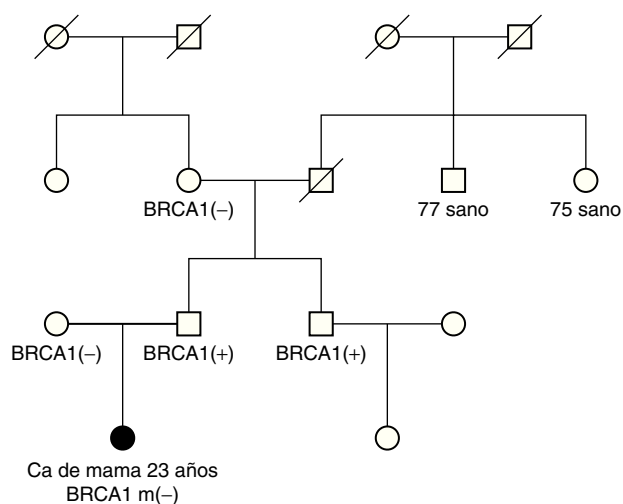 BRCA1(−)
77 sano
75 sano
BRCA1(−)
BRCA1(+)
BRCA1(+)
Ca de mama 23 años
BRCA1 m(−)